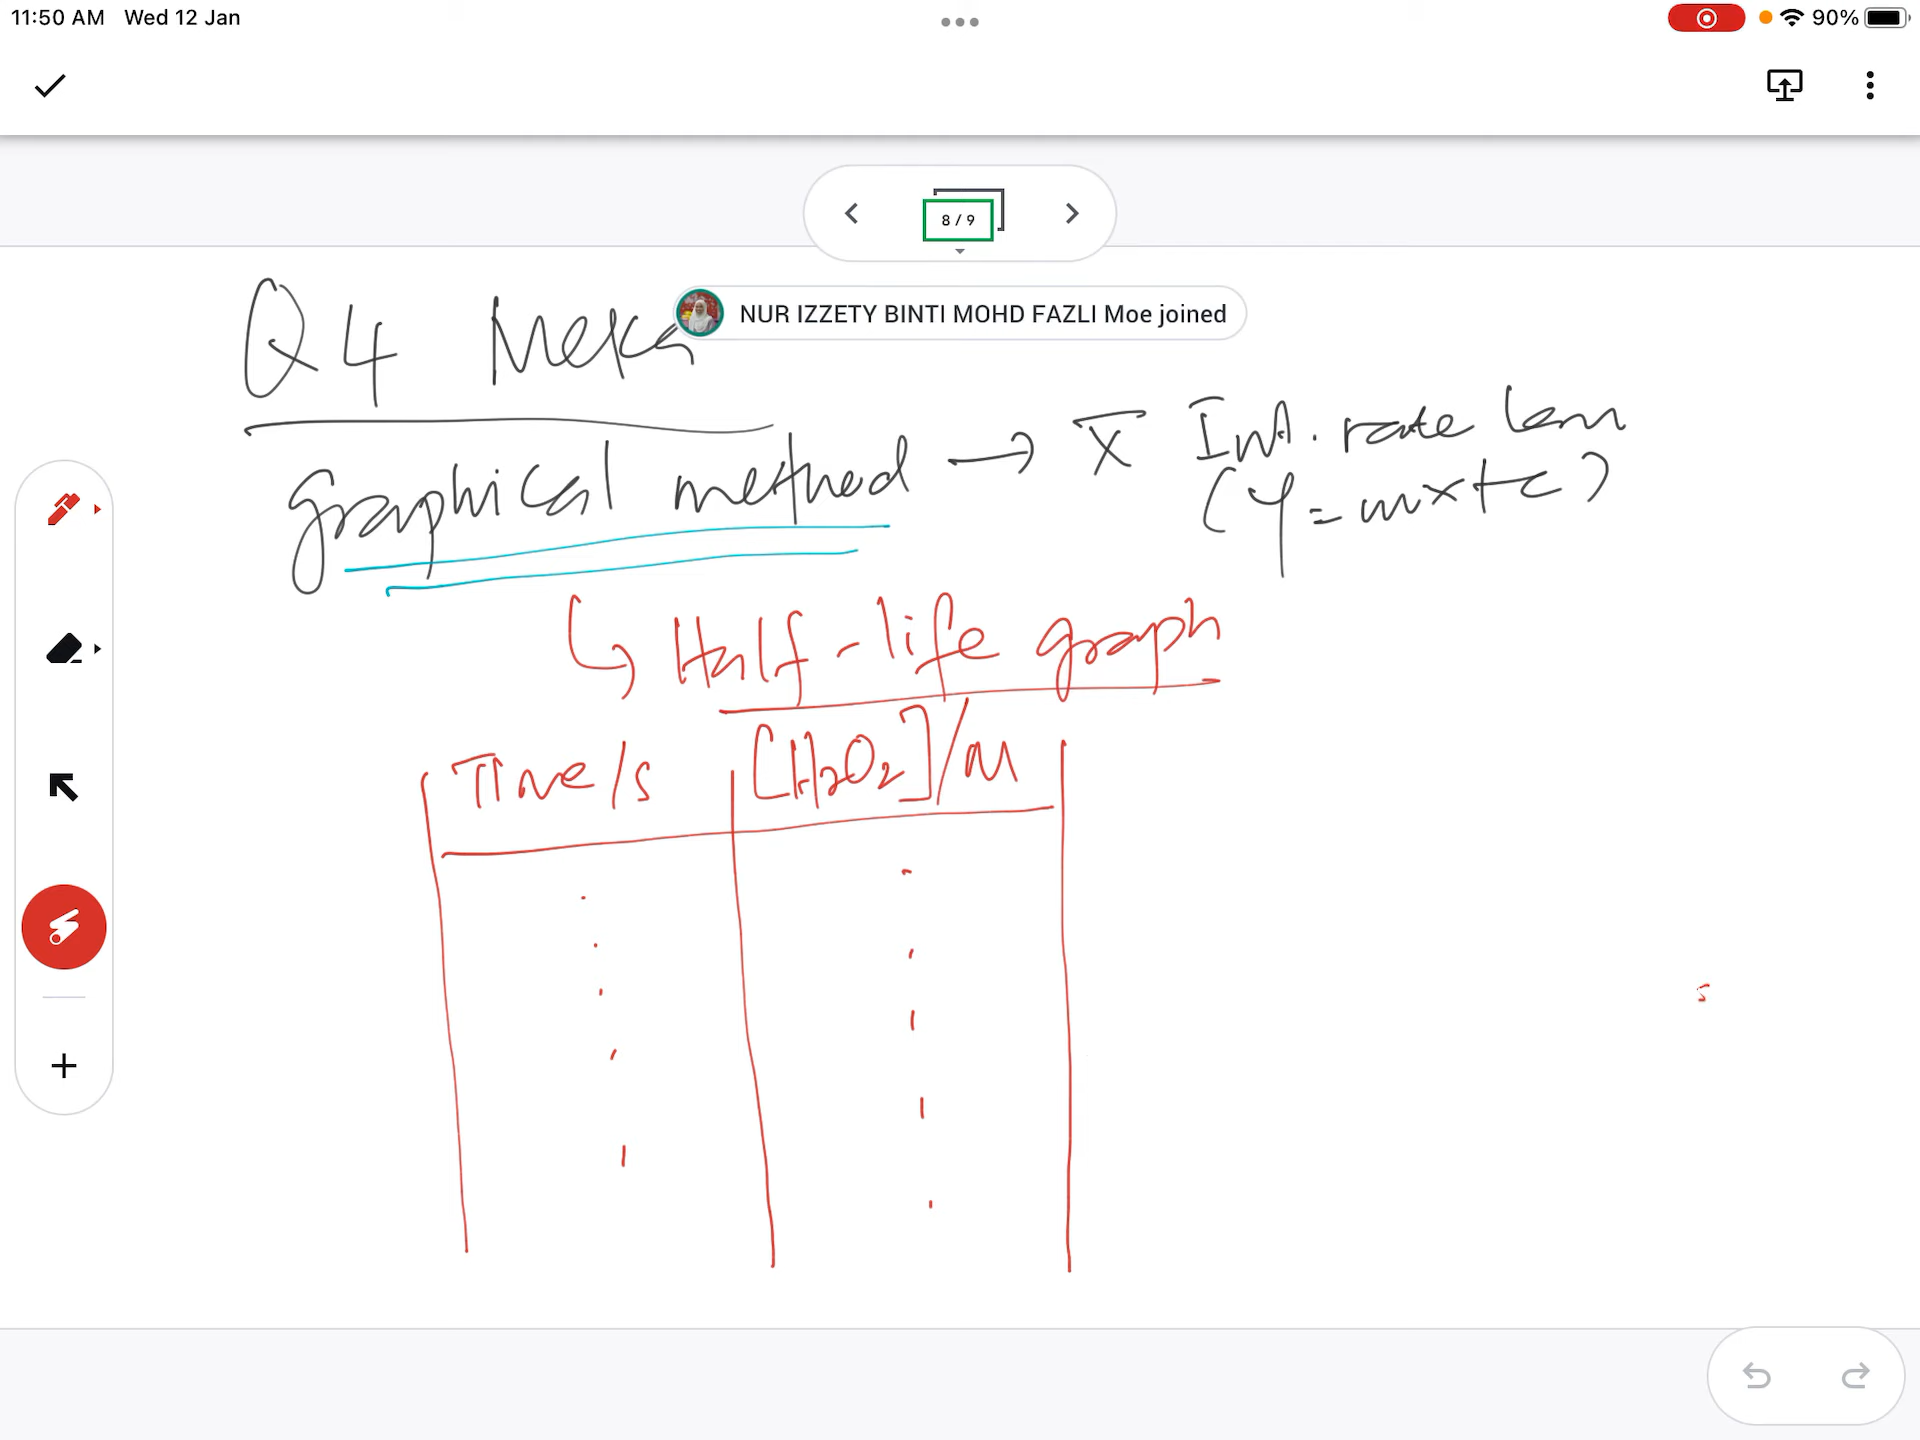 11:50 AM Wed 12 Jan
90%
8 / 9
Q4 Meka
NUR IZZETY BINTI MOHD FAZLI Moe joined
graphical method → X Int. rate law
(y = mx + c)
Half-life graph
Time/s [H2O2]/M